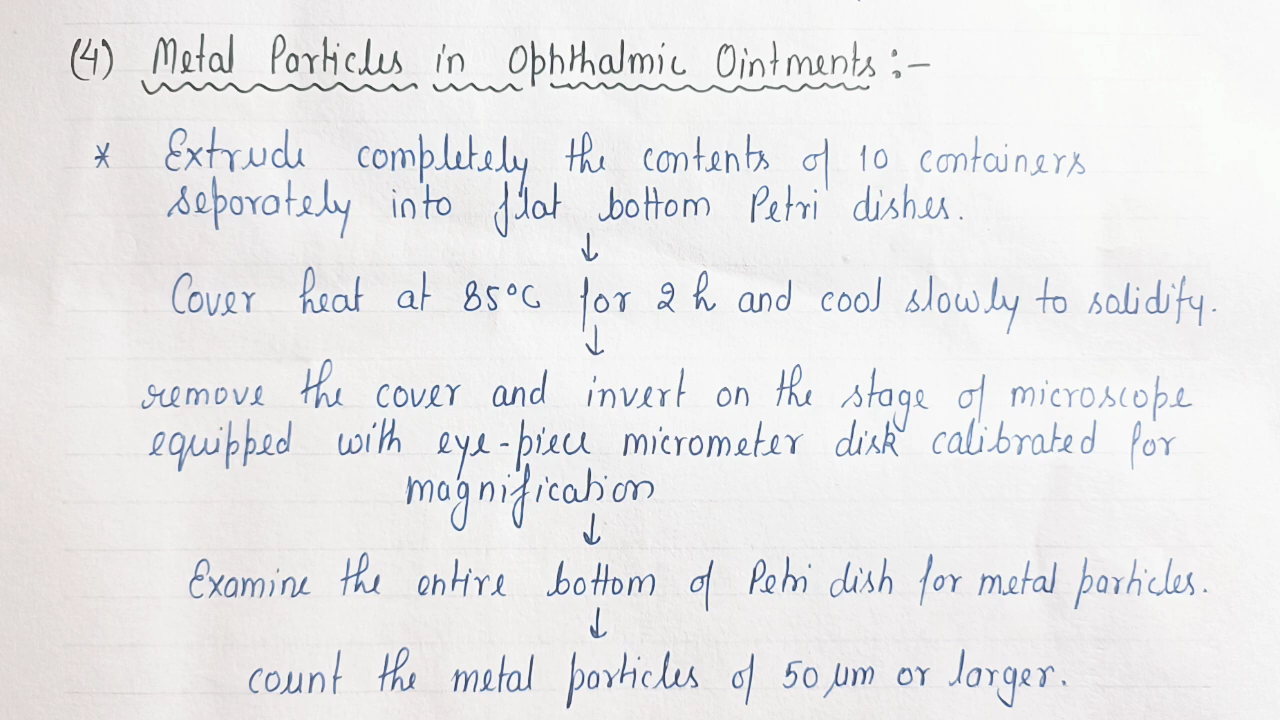 (4) Metal Particles in Ophthalmic Ointments :-
* Extrude completely the contents of 10 containers
separately into flat bottom Petri dishes.
↓
Cover heat at 85°C for 2 h and cool slowly to solidify.
↓
remove the cover and invert on the stage of microscope
equipped with eye-piece micrometer disk calibrated for
magnification
↓
Examine the entire bottom of Petri dish for metal particles.
↓
count the metal particles of 50 µm or larger.